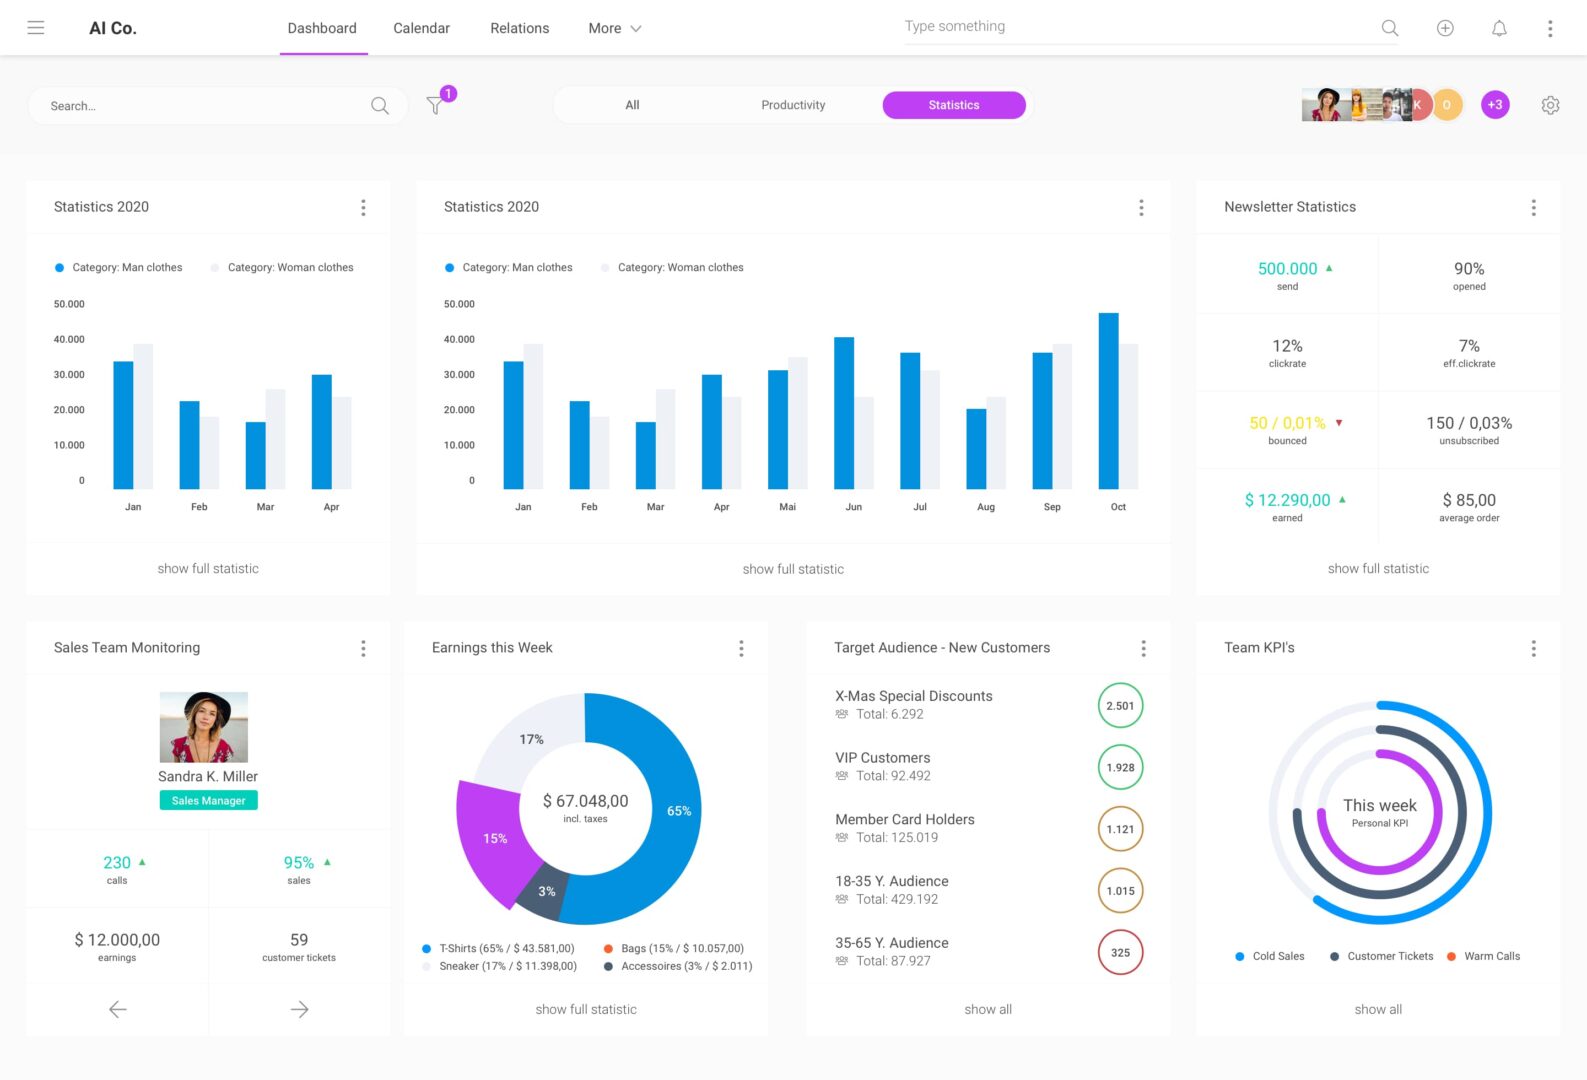 AI Co.
Dashboard
Calendar
Relations
More
Type something
Search...
1
All
Productivity
Statistics
K
O
+3
Statistics 2020
Category: Man clothes
Category: Woman clothes
50.000
40.000
30.000
20.000
10.000
0
Jan
Feb
Mar
Apr
show full statistic
Statistics 2020
Category: Man clothes
Category: Woman clothes
50.000
40.000
30.000
20.000
10.000
0
Jan
Feb
Mar
Apr
Mai
Jun
Jul
Aug
Sep
Oct
show full statistic
Newsletter Statistics
500.000
send
90%
opened
12%
clickrate
7%
eff.clickrate
50 / 0,01%
bounced
150 / 0,03%
unsubscribed
$ 12.290,00
earned
$ 85,00
average order
show full statistic
Sales Team Monitoring
Sandra K. Miller
Sales Manager
230
calls
95%
sales
$ 12.000,00
earnings
59
customer tickets
Earnings this Week
17%
65%
15%
3%
$ 67.048,00
incl. taxes
T-Shirts (65% / $ 43.581,00)
Bags (15% / $ 10.057,00)
Sneaker (17% / $ 11.398,00)
Accessoires (3% / $ 2.011)
show full statistic
Target Audience - New Customers
X-Mas Special Discounts
Total: 6.292
2.501
VIP Customers
Total: 92.492
1.928
Member Card Holders
Total: 125.019
1.121
18-35 Y. Audience
Total: 429.192
1.015
35-65 Y. Audience
Total: 87.927
325
show all
Team KPI's
This week
Personal KPI
Cold Sales
Customer Tickets
Warm Calls
show all